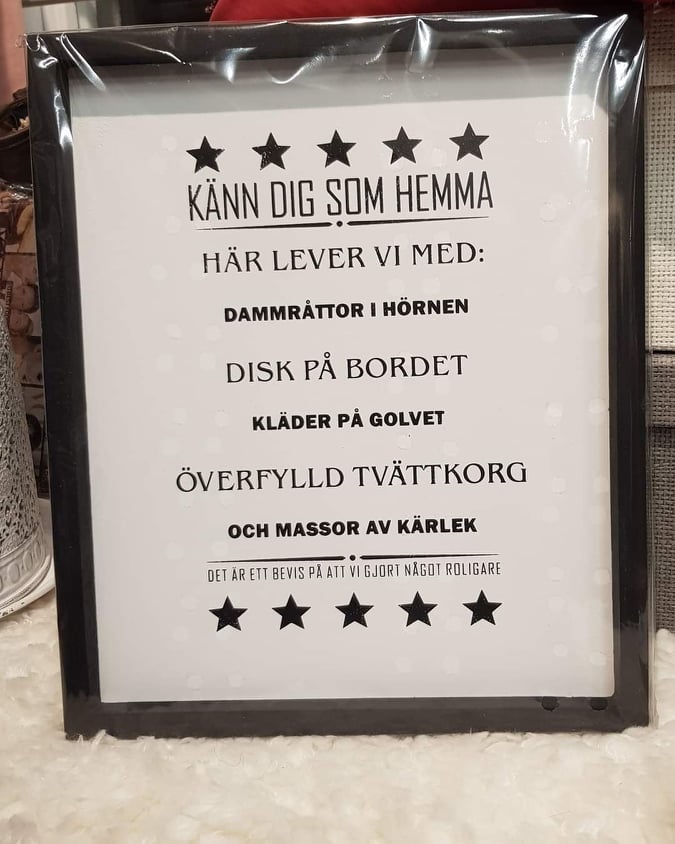 KÄNN DIG SOM HEMMA
HÄR LEVER VI MED:
DAMMRÅTTOR I HÖRNEN
DISK PÅ BORDET
KLÄDER PÅ GOLVET
ÖVERFYLLD TVÄTTKORG
OCH MASSOR AV KÄRLEK
DET ÄR ETT BEVIS PÅ ATT VI GJORT NÅGOT ROLIGARE